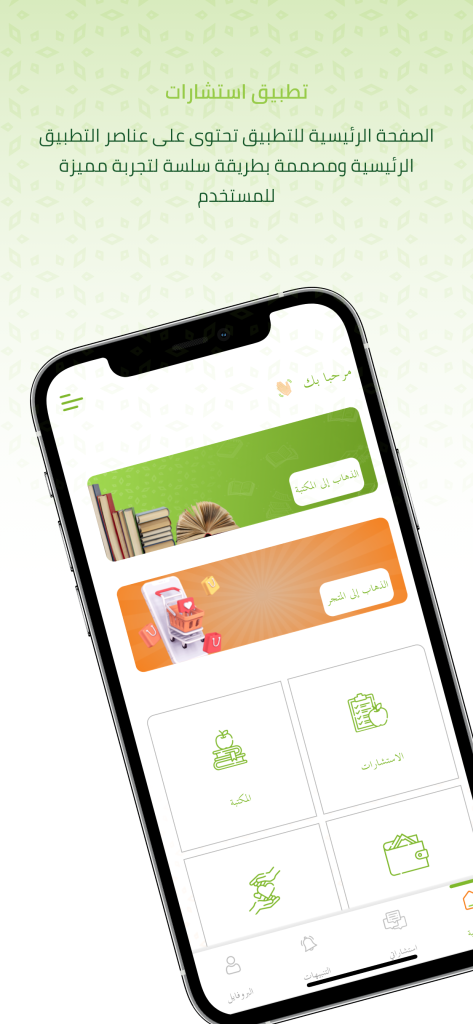 تطبيق استشارات
الصفحة الرئيسية للتطبيق تحتوى على عناصر التطبيق
الرئيسية ومصممة بطريقة سلسة لتجربة مميزة
للمستخدم
مرحبا بك
الذهاب إلى المكتبة
الذهاب إلى المتجر
الاستشارات
المكتبة
استشاراتي
التنبيهات
البروفايل